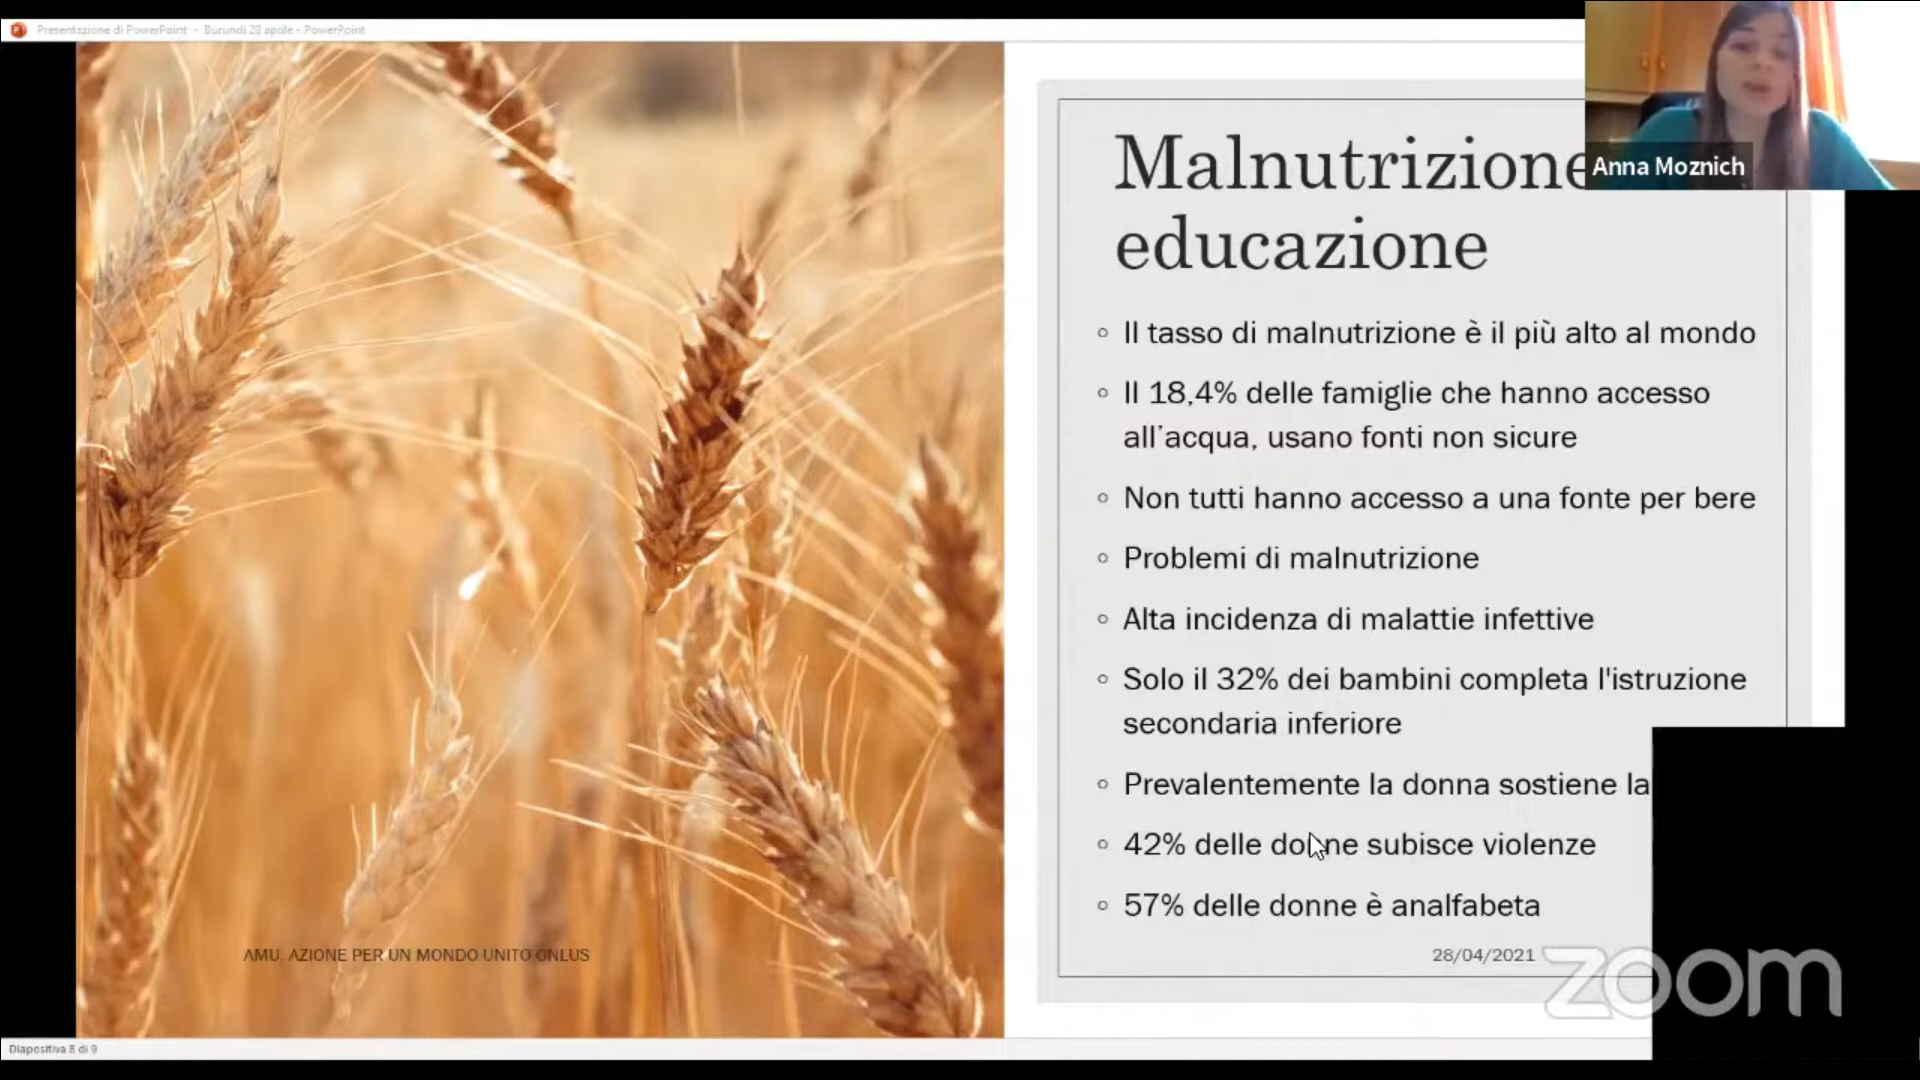 Presentazione di PowerPoint - Burundi 28 aprile - PowerPoint
Anna Moznich
Malnutrizione
educazione
Il tasso di malnutrizione è il più alto al mondo
Il 18,4% delle famiglie che hanno accesso
all'acqua, usano fonti non sicure
Non tutti hanno accesso a una fonte per bere
Problemi di malnutrizione
Alta incidenza di malattie infettive
Solo il 32% dei bambini completa l'istruzione
secondaria inferiore
Prevalentemente la donna sostiene la
42% delle donne subisce violenze
57% delle donne è analfabeta
AMU. AZIONE PER UN MONDO UNITO ONLUS
28/04/2021
zoom
Diapositiva 8 di 9